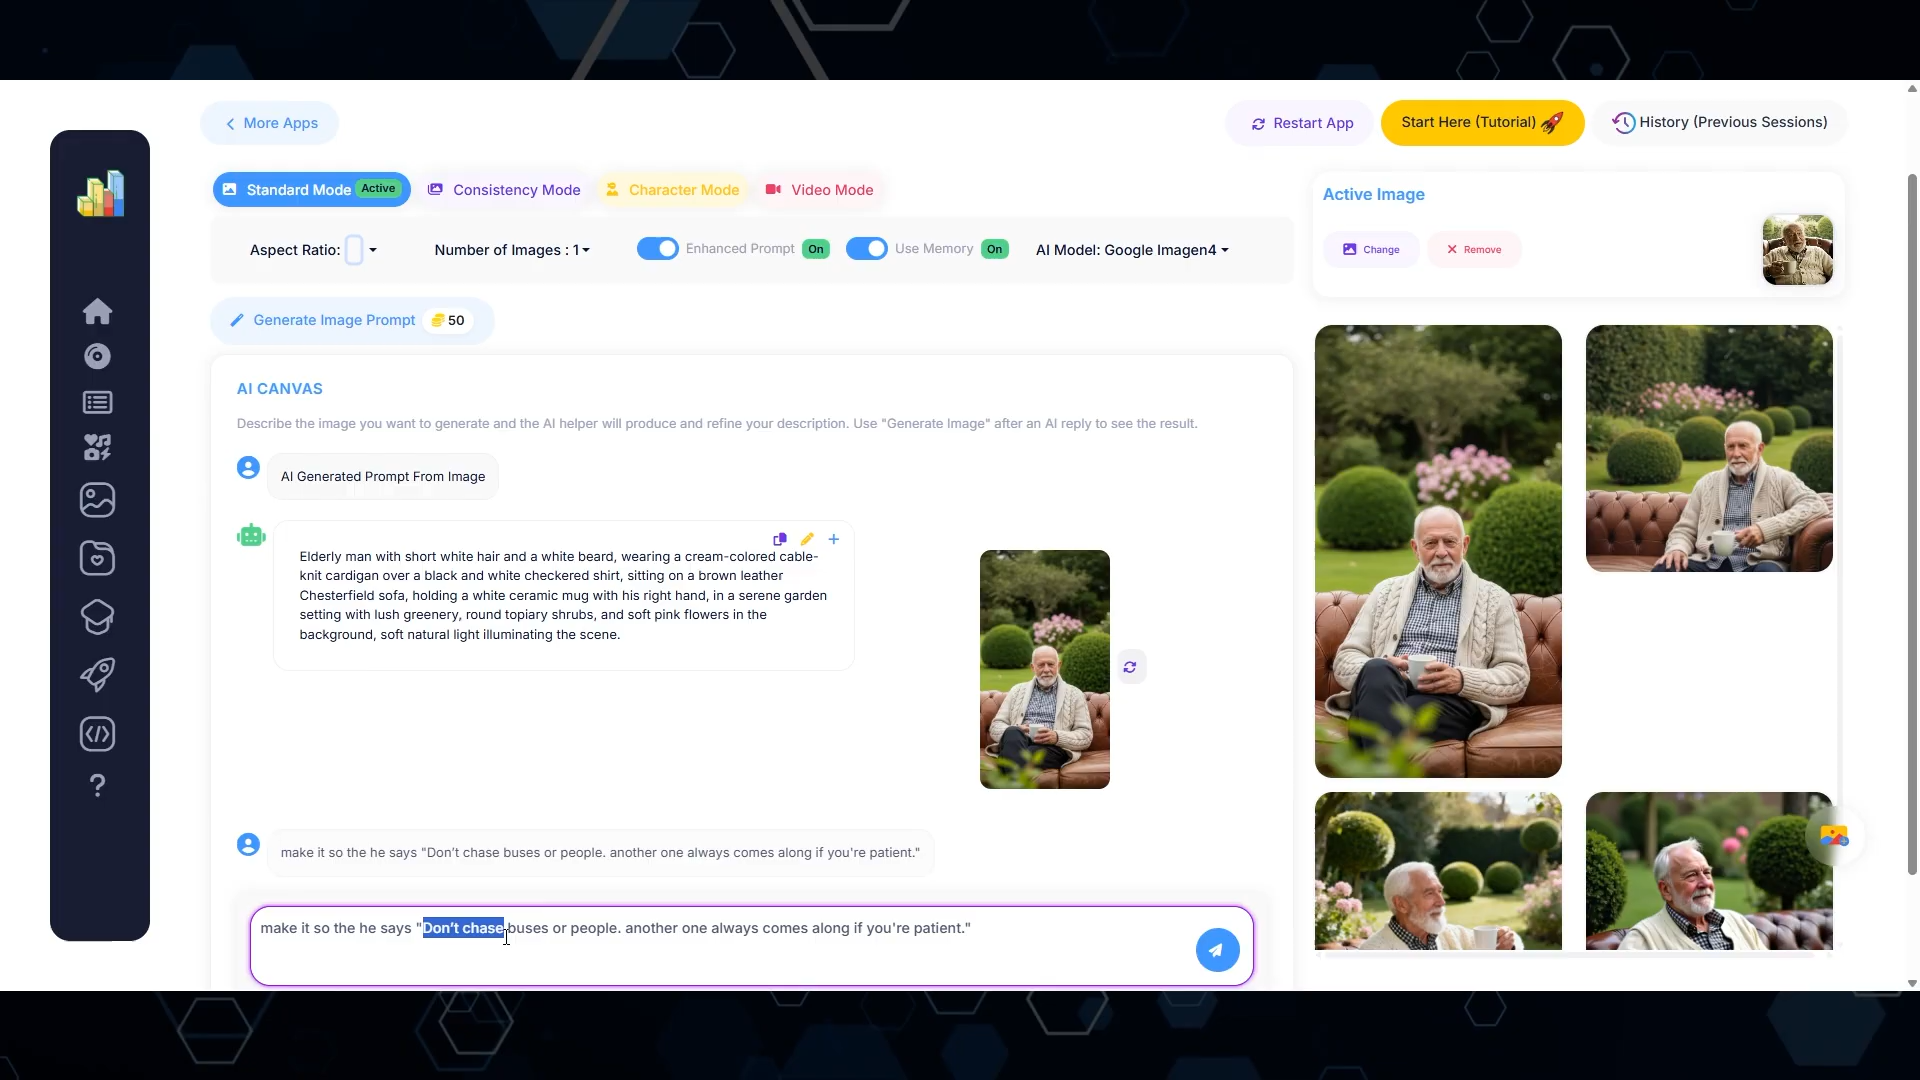 More Apps
Restart App
Start Here (Tutorial)
History (Previous Sessions)
Standard Mode Active
Consistency Mode
Character Mode
Video Mode
Active Image
Change
Remove
Aspect Ratio:
Number of Images : 1
Enhanced Prompt On
Use Memory On
AI Model: Google Imagen4
Generate Image Prompt 50
AI CANVAS
Describe the image you want to generate and the AI helper will produce and refine your description. Use "Generate Image" after an AI reply to see the result.
AI Generated Prompt From Image
Elderly man with short white hair and a white beard, wearing a cream-colored cable-
knit cardigan over a black and white checkered shirt, sitting on a brown leather
Chesterfield sofa, holding a white ceramic mug with his right hand, in a serene garden
setting with lush greenery, round topiary shrubs, and soft pink flowers in the
background, soft natural light illuminating the scene.
make it so the he says "Don't chase buses or people. another one always comes along if you're patient."
make it so the he says "Don't chase buses or people. another one always comes along if you're patient."